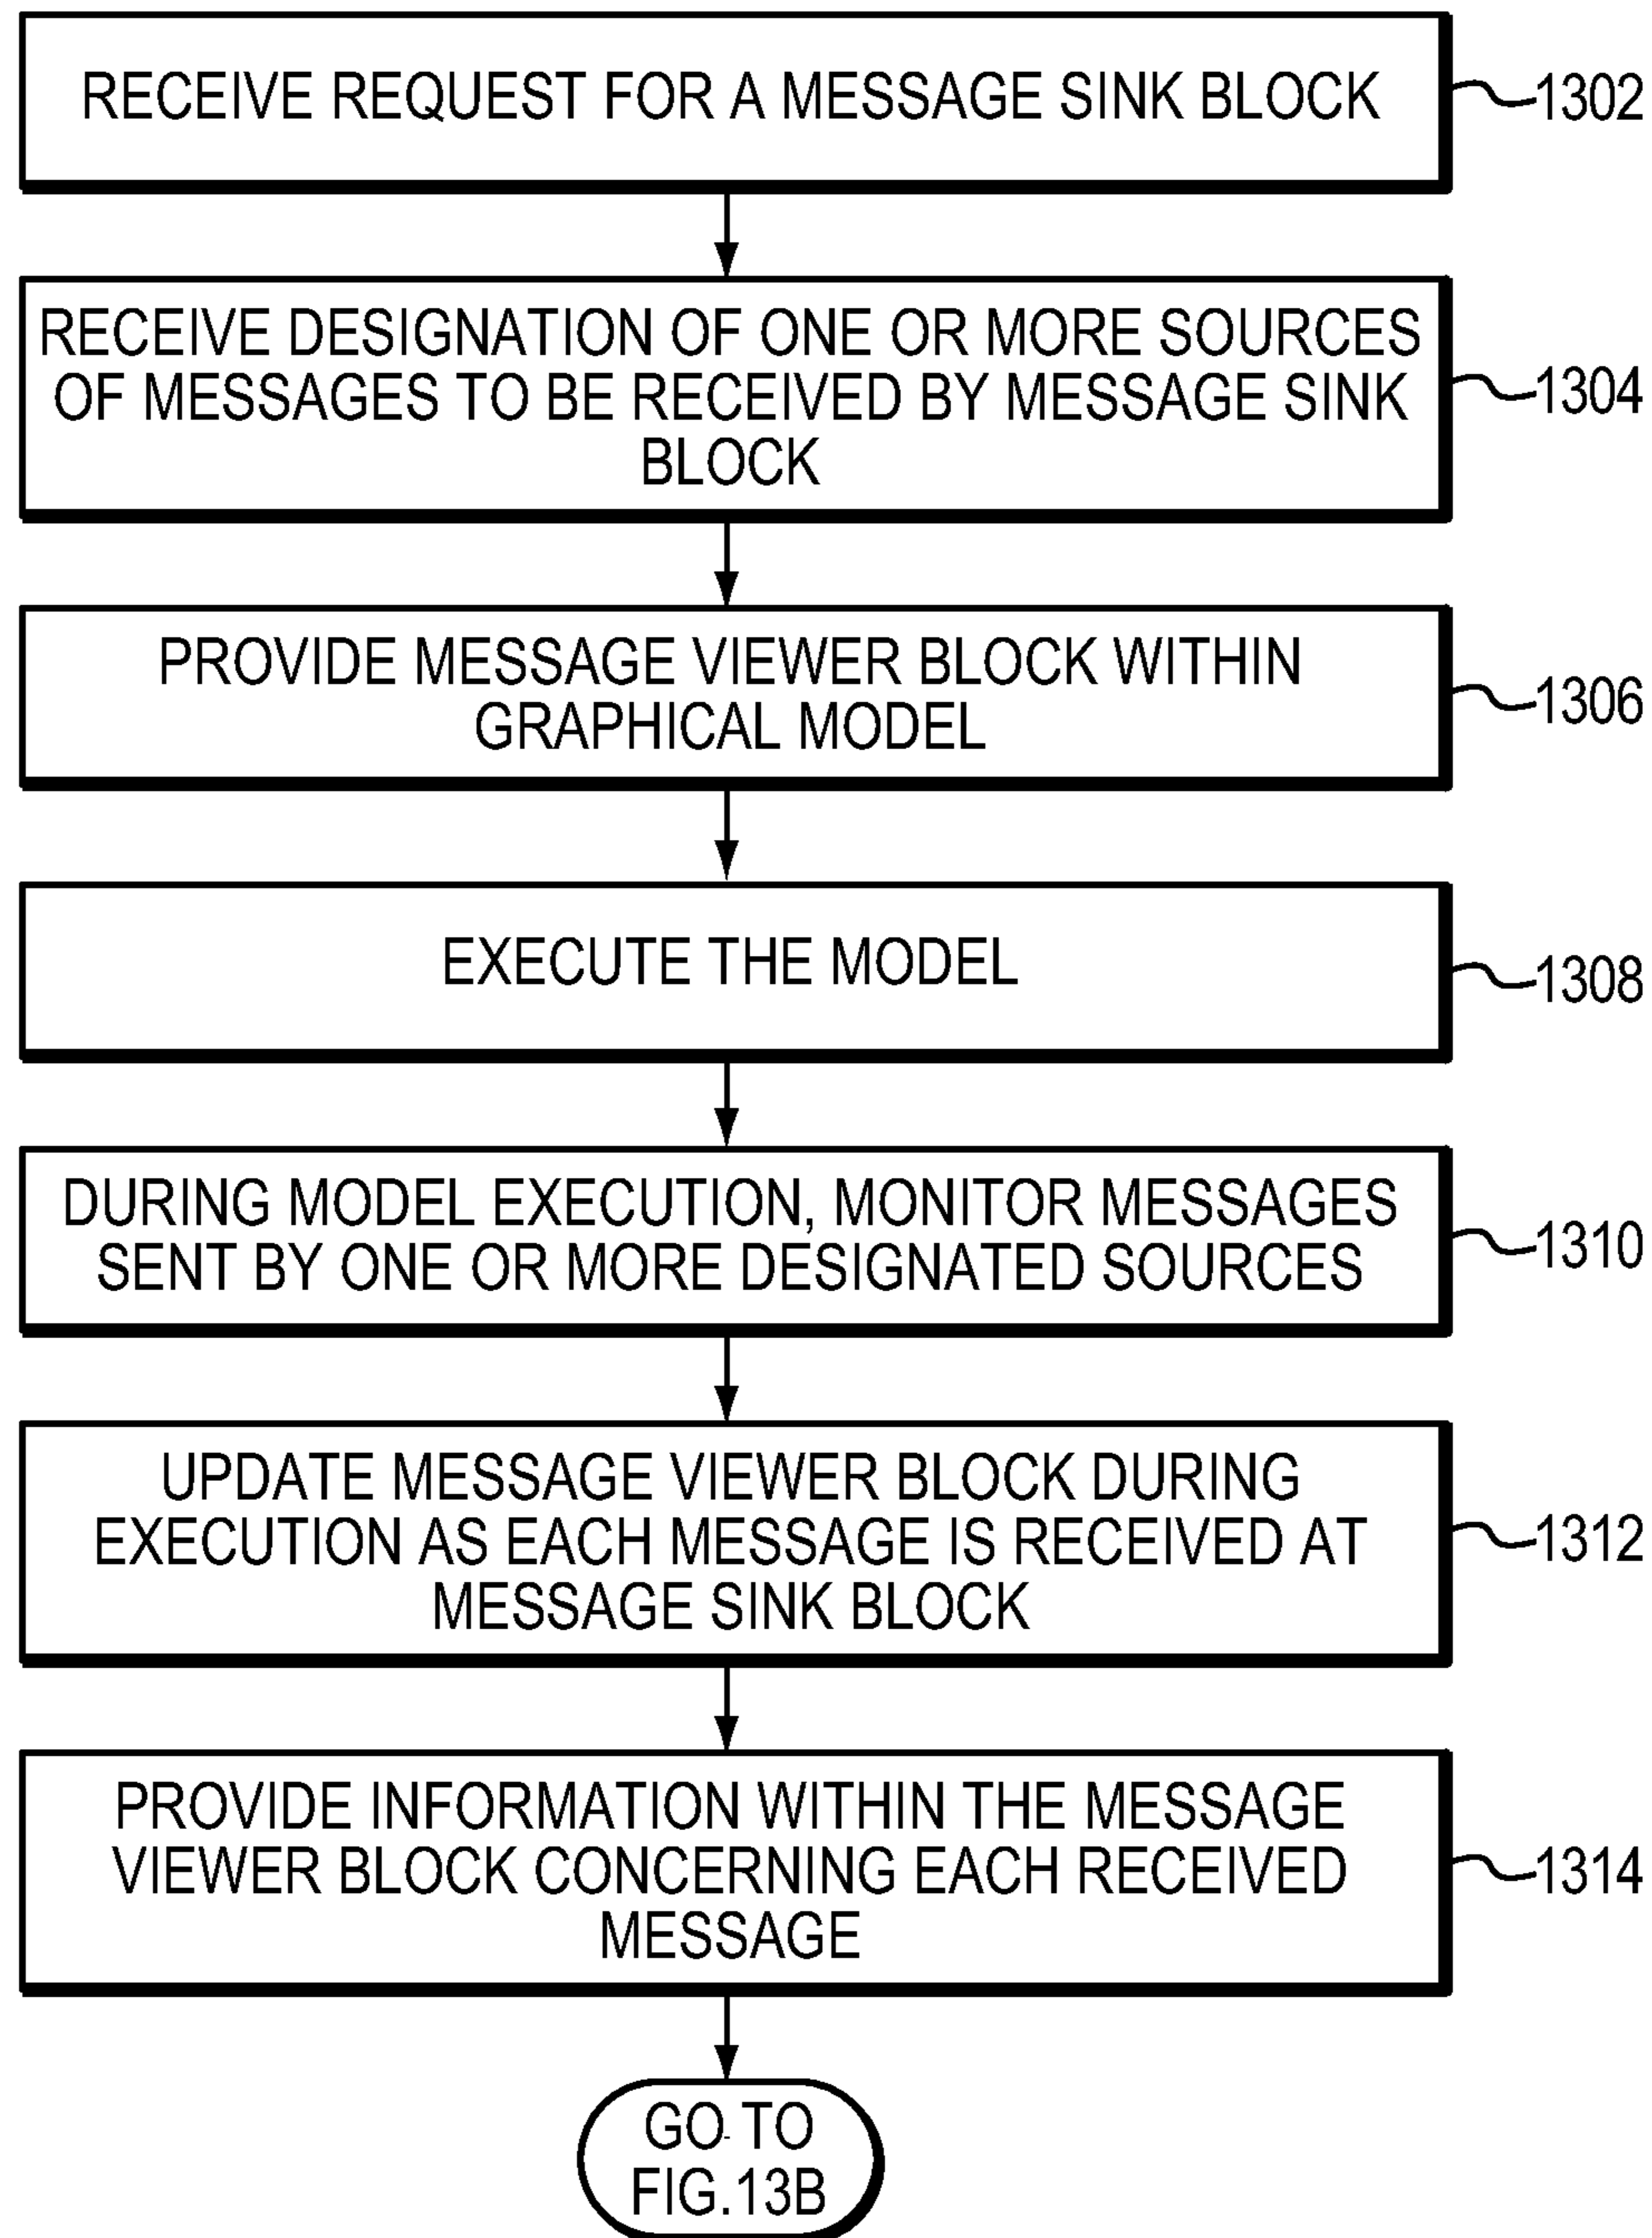 RECEIVE REQUEST FOR A MESSAGE SINK BLOCK
1302
RECEIVE DESIGNATION OF ONE OR MORE SOURCES
OF MESSAGES TO BE RECEIVED BY MESSAGE SINK
BLOCK
1304
PROVIDE MESSAGE VIEWER BLOCK WITHIN
GRAPHICAL MODEL
1306
EXECUTE THE MODEL
1308
DURING MODEL EXECUTION, MONITOR MESSAGES
SENT BY ONE OR MORE DESIGNATED SOURCES
1310
UPDATE MESSAGE VIEWER BLOCK DURING
EXECUTION AS EACH MESSAGE IS RECEIVED AT
MESSAGE SINK BLOCK
1312
PROVIDE INFORMATION WITHIN THE MESSAGE
VIEWER BLOCK CONCERNING EACH RECEIVED
MESSAGE
1314
GO TO
FIG.13B